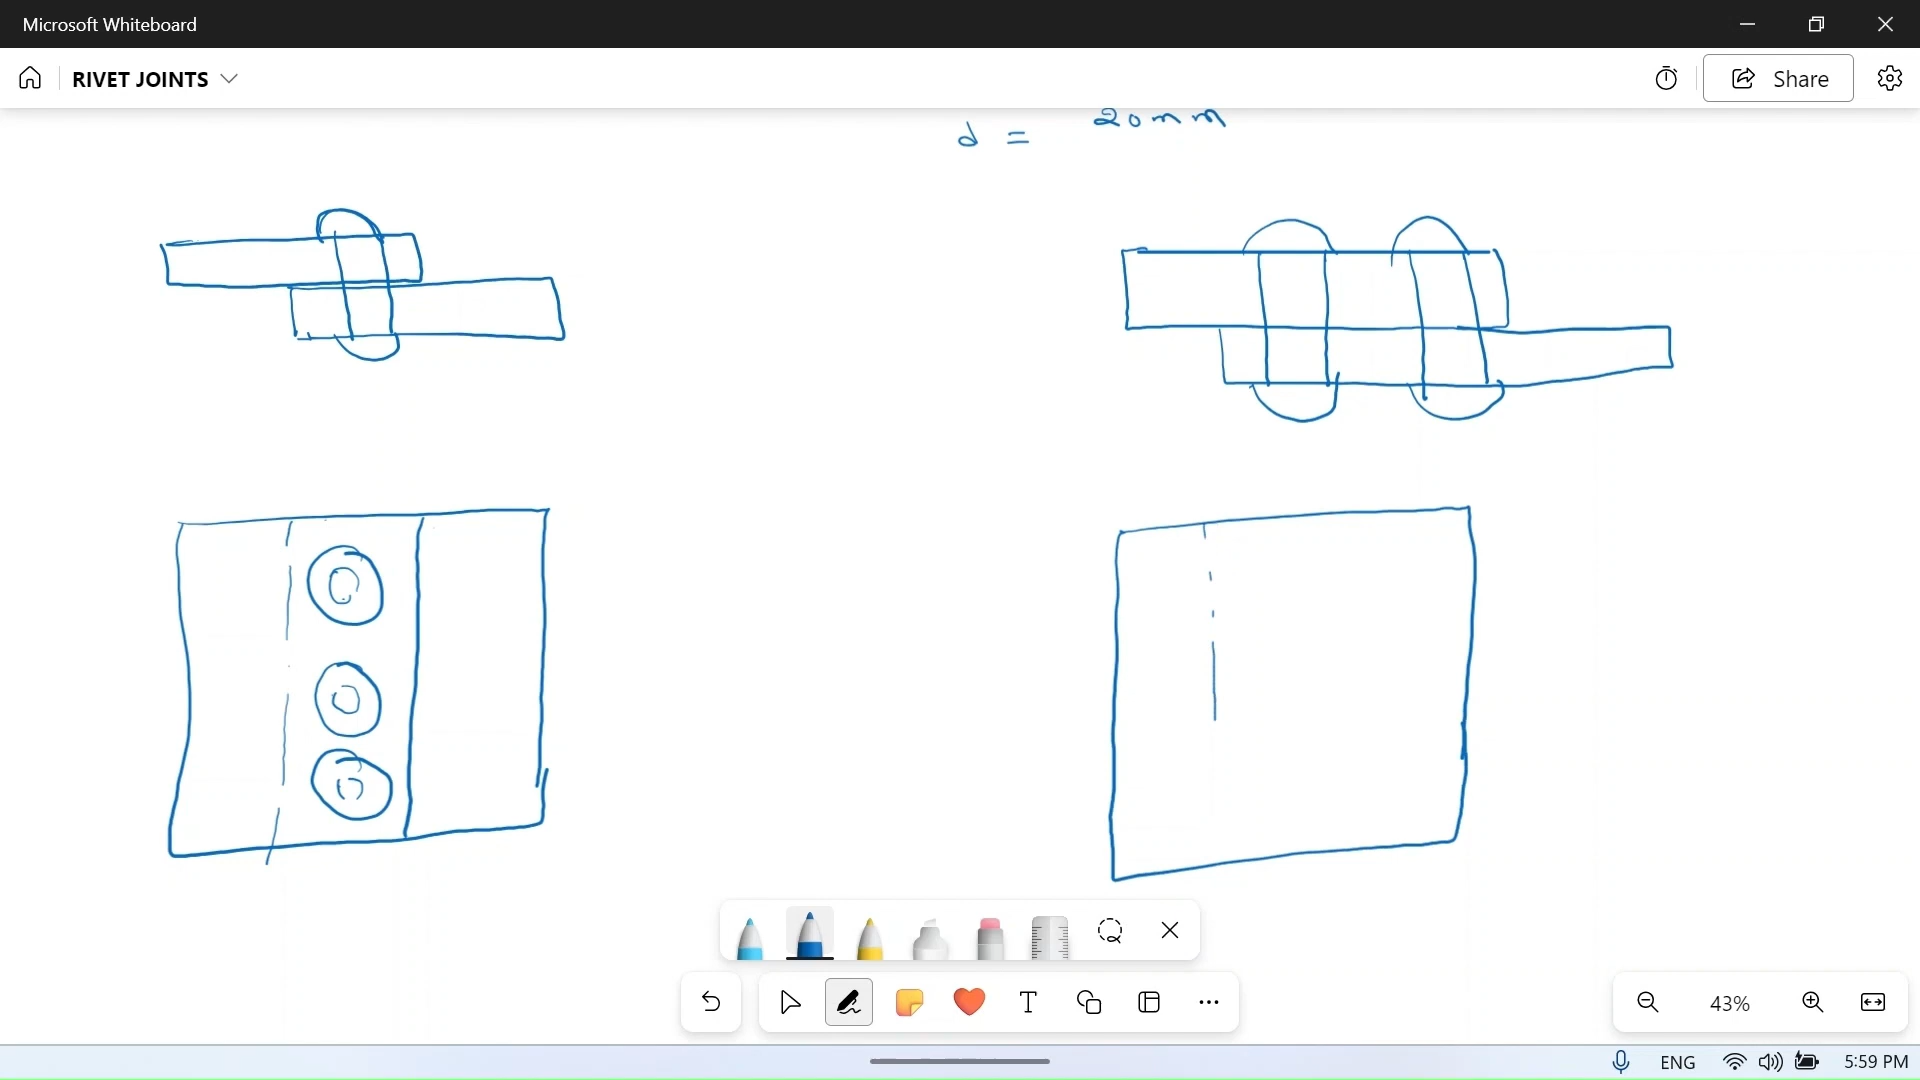 Microsoft Whiteboard
RIVET JOINTS
Share
d = 20mm
T
43%
ENG
5:59 PM